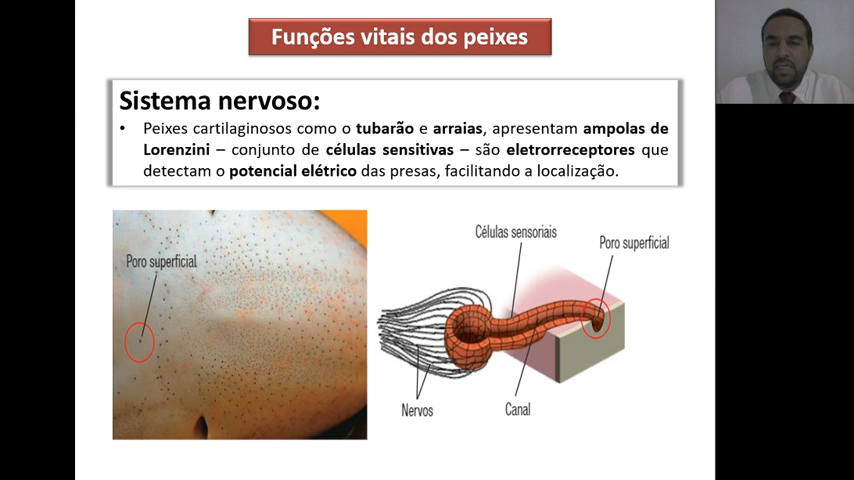 Funções vitais dos peixes
Sistema nervoso:
• Peixes cartilaginosos como o tubarão e arraias, apresentam ampolas de
Lorenzini – conjunto de células sensitivas – são eletrorreceptores que
detectam o potencial elétrico das presas, facilitando a localização.
Poro superficial
Células sensoriais
Poro superficial
Nervos
Canal